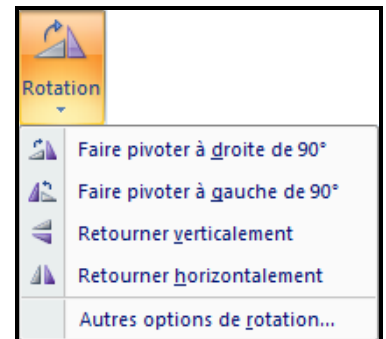 Rotation
Faire pivoter à droite de 90°
Faire pivoter à gauche de 90°
Retourner verticalement
Retourner horizontalement
Autres options de rotation...